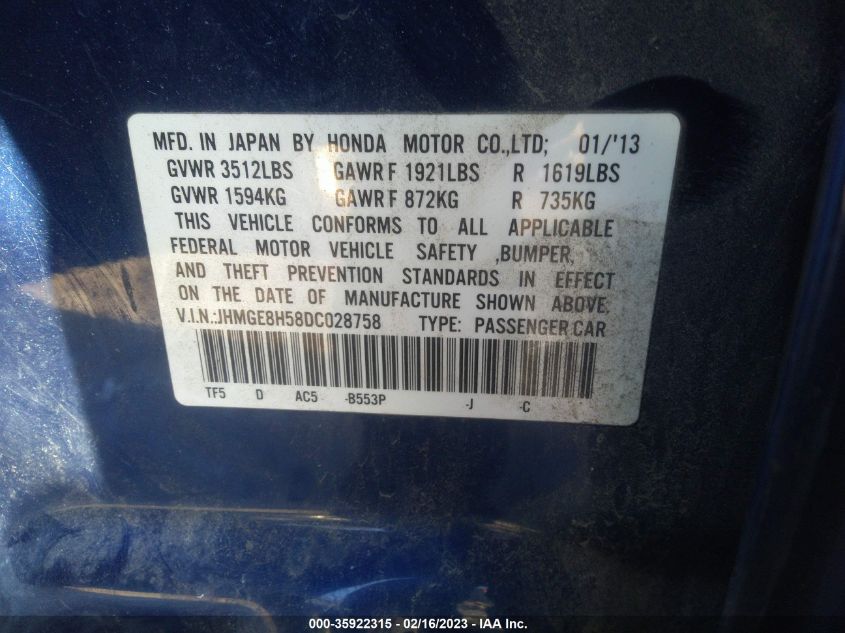 MFD. IN JAPAN BY HONDA MOTOR CO.,LTD; 01/'13
GVWR 3512LBS GAWR F 1921LBS R 1619LBS
GVWR 1594KG GAWR F 872KG R 735KG
THIS VEHICLE CONFORMS TO ALL APPLICABLE
FEDERAL MOTOR VEHICLE SAFETY ,BUMPER,
AND THEFT PREVENTION STANDARDS IN EFFECT
ON THE DATE OF MANUFACTURE SHOWN ABOVE.
V.I.N.:JHMGE8H58DC028758 TYPE: PASSENGER CAR
TF5 D AC5 -B553P -J -C
000-35922315 - 02/16/2023 - IAA Inc.